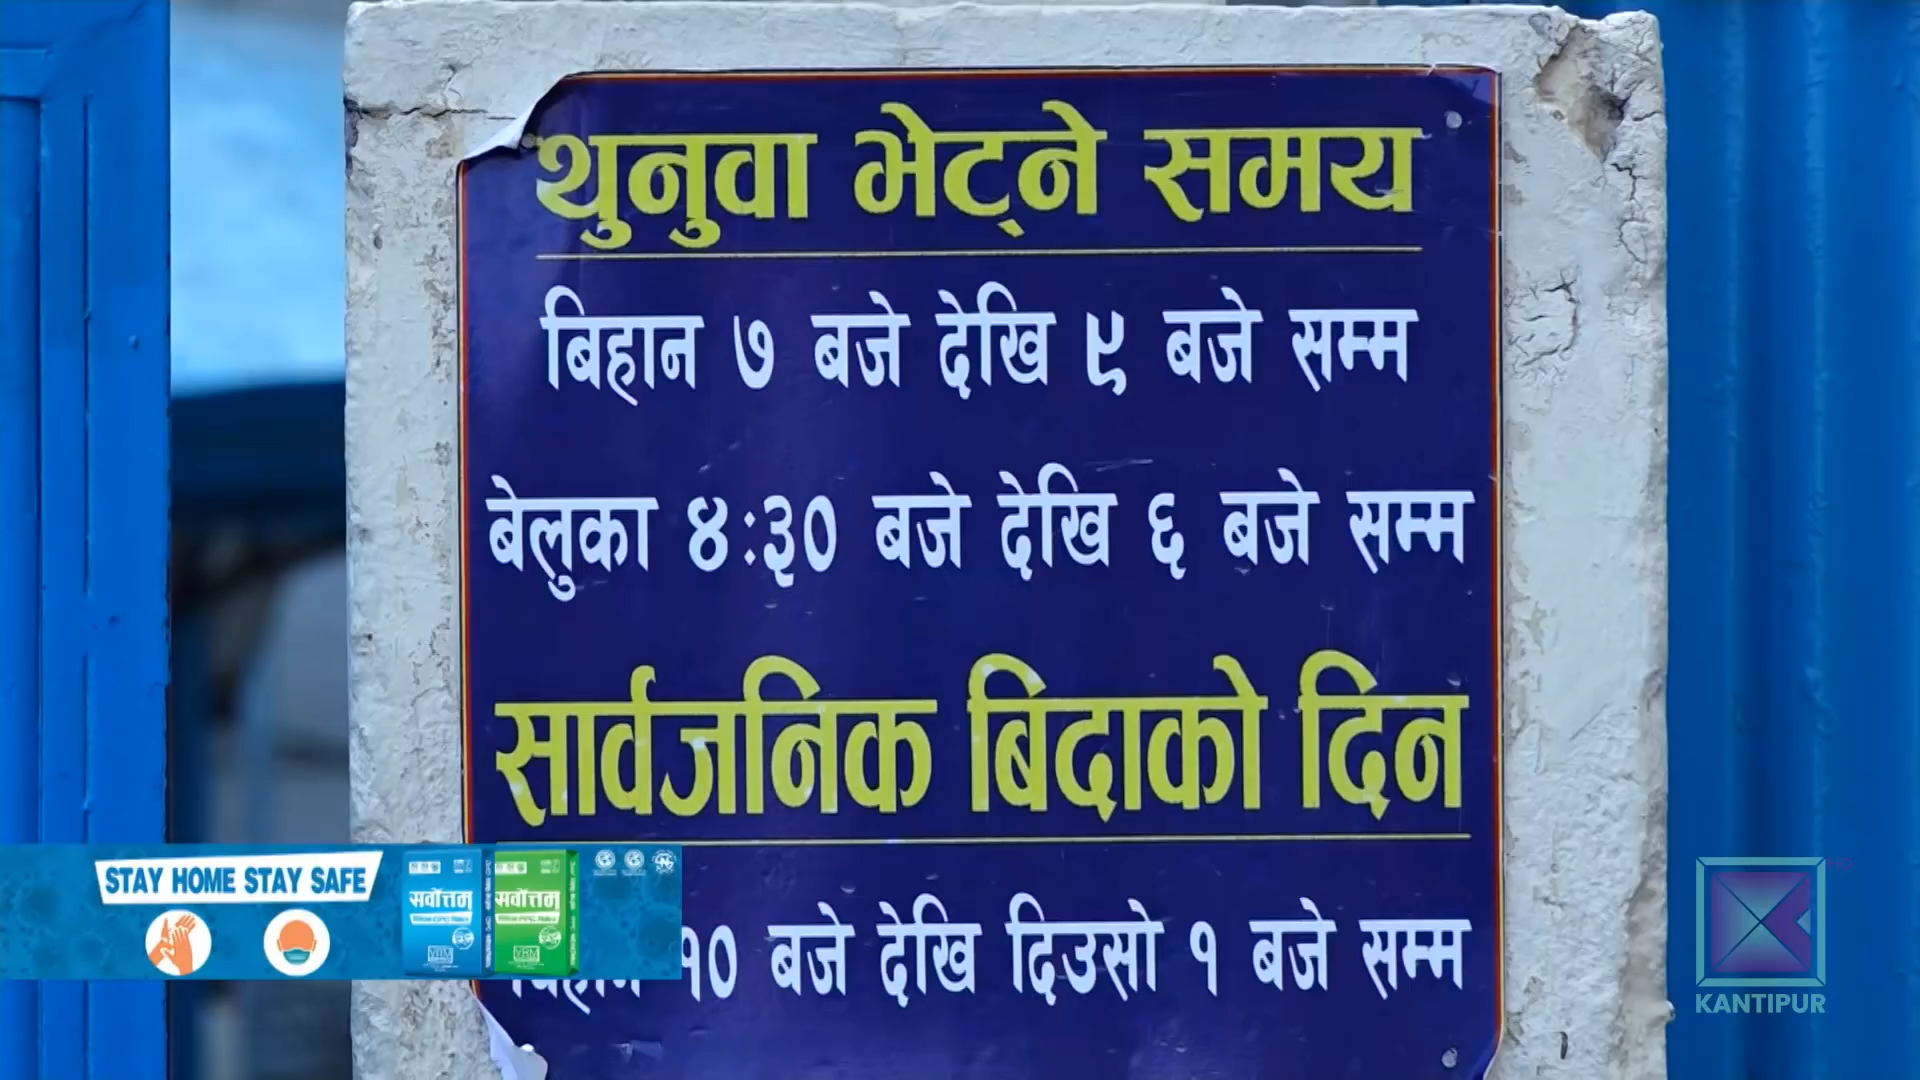 थुनुवा भेट्ने समय
बिहान ७ बजे देखि ९ बजे सम्म
बेलुका ४:३० बजे देखि ६ बजे सम्म
सार्वजनिक बिदाको दिन
१० बजे देखि दिउसो १ बजे सम्म
STAY HOME STAY SAFE
सर्वोत्तम
सर्वोत्तम
KANTIPUR